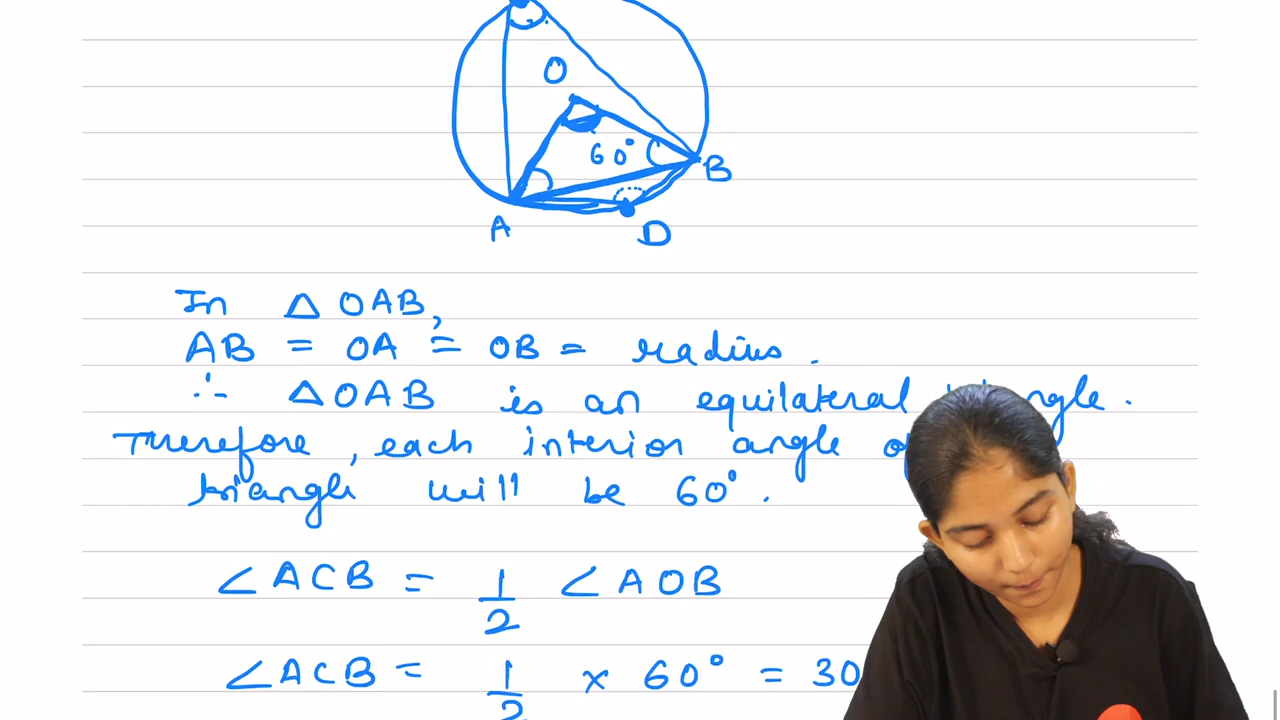 O
60°
B
A
D
In △ OAB,
AB = OA = OB = radius.
∴ △OAB is an equilateral
Therefore, each interior angle
triangle will be 60°.
∠ACB = 1/2 ∠AOB
∠ACB = 1/2 × 60° = 30